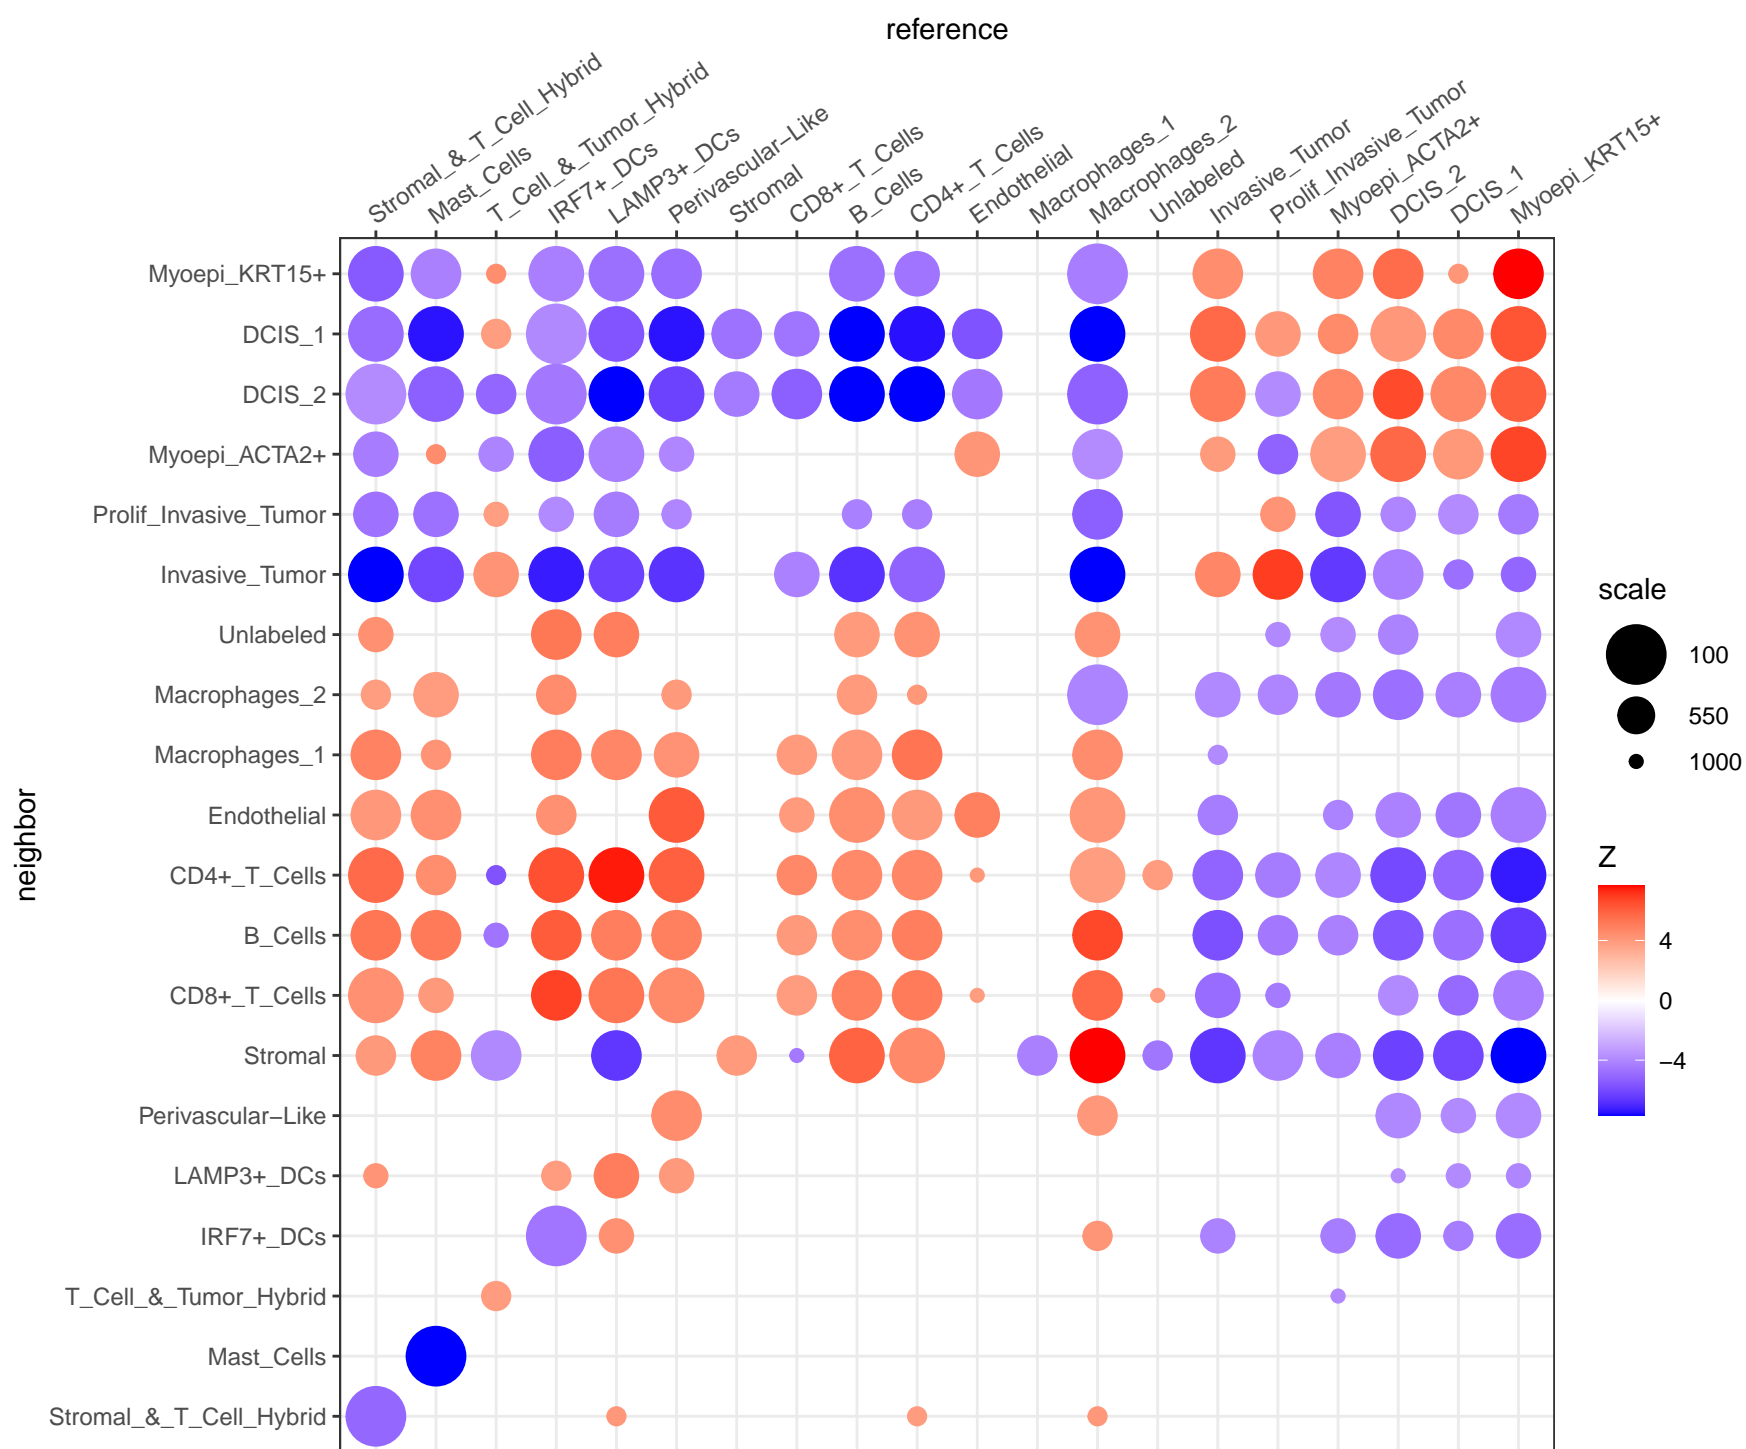 reference
Stromal_&_T_Cell_Hybrid
Mast_Cells
T_Cell_&_Tumor_Hybrid
IRF7+_DCs
LAMP3+_DCs
Perivascular−Like
Stromal
CD8+_T_Cells
B_Cells
CD4+_T_Cells
Endothelial
Macrophages_1
Macrophages_2
Unlabeled
Invasive_Tumor
Prolif_Invasive_Tumor
Myoepi_ACTA2+
DCIS_2
DCIS_1
Myoepi_KRT15+
Myoepi_KRT15+
DCIS_1
DCIS_2
Myoepi_ACTA2+
Prolif_Invasive_Tumor
Invasive_Tumor
Unlabeled
Macrophages_2
Macrophages_1
Endothelial
CD4+_T_Cells
B_Cells
CD8+_T_Cells
Stromal
Perivascular−Like
LAMP3+_DCs
IRF7+_DCs
T_Cell_&_Tumor_Hybrid
Mast_Cells
Stromal_&_T_Cell_Hybrid
neighbor
scale
100
550
1000
Z
4
0
−4